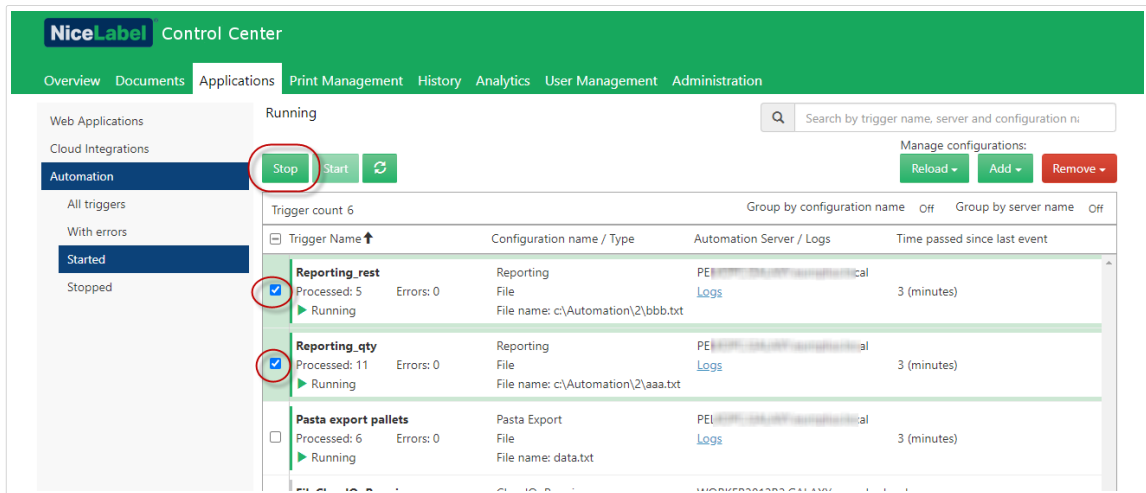 NiceLabel Control Center
Overview Documents Applications Print Management History Analytics User Management Administration
Web Applications
Cloud Integrations
Automation
All triggers
With errors
Started
Stopped
Running
Search by trigger name, server and configuration
Manage configurations:
Stop Start Reload Add Remove
Trigger count 6 Group by configuration name Off Group by server name Off
Trigger Name Configuration name / Type Automation Server / Logs Time passed since last event
Reporting_rest Reporting
Processed: 5 Errors: 0 File Logs 3 (minutes)
Running File name: c:\Automation\2\bbb.txt
Reporting_qty Reporting
Processed: 11 Errors: 0 File Logs 3 (minutes)
Running File name: c:\Automation\2\aaa.txt
Pasta export pallets Pasta Export
Processed: 6 Errors: 0 File Logs 3 (minutes)
Running File name: data.txt